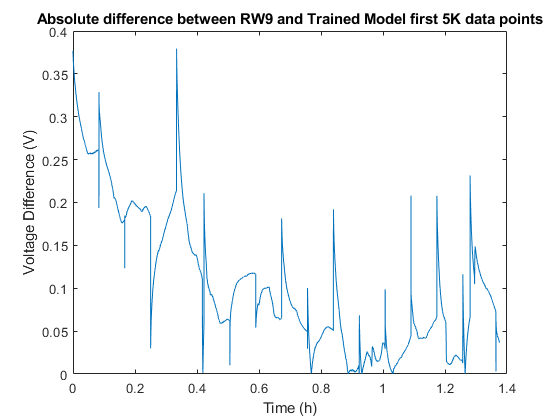 Absolute difference between RW9 and Trained Model first 5K data points
0.4
0.35
0.3
0.25
0.2
0.15
0.1
0.05
0
Voltage Difference (V)
0 0.2 0.4 0.6 0.8 1 1.2 1.4
Time (h)